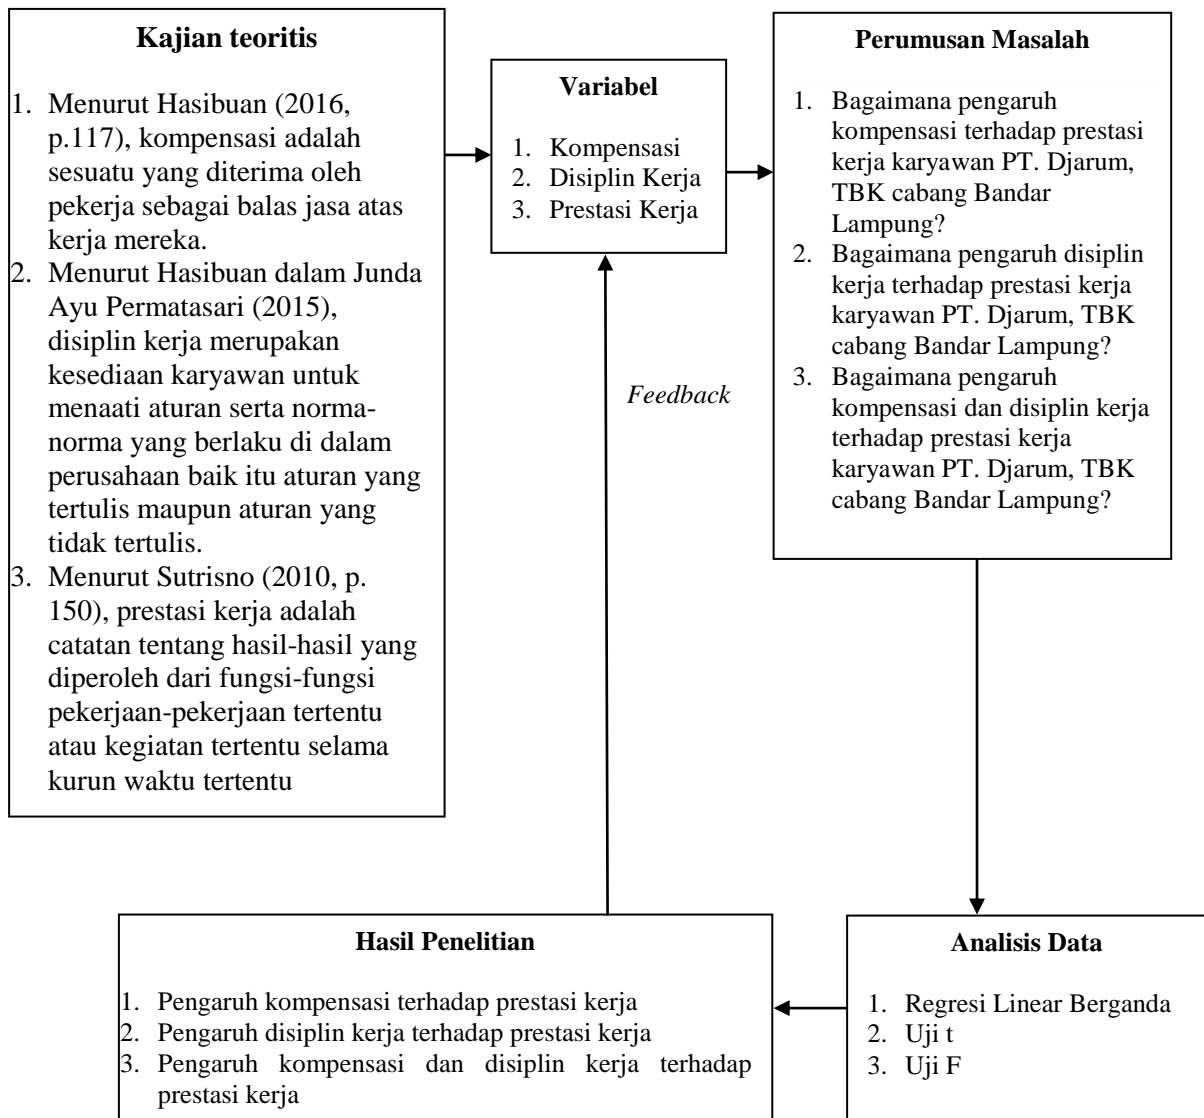 Kajian teoritis
1. Menurut Hasibuan (2016,
p.117), kompensasi adalah
sesuatu yang diterima oleh
pekerja sebagai balas jasa atas
kerja mereka.
2. Menurut Hasibuan dalam Junda
Ayu Permatasari (2015),
disiplin kerja merupakan
kesediaan karyawan untuk
menaati aturan serta norma-
norma yang berlaku di dalam
perusahaan baik itu aturan yang
tertulis maupun aturan yang
tidak tertulis.
3. Menurut Sutrisno (2010, p.
150), prestasi kerja adalah
catatan tentang hasil-hasil yang
diperoleh dari fungsi-fungsi
pekerjaan-pekerjaan tertentu
atau kegiatan tertentu selama
kurun waktu tertentu
Variabel
1. Kompensasi
2. Disiplin Kerja
3. Prestasi Kerja
Perumusan Masalah
1. Bagaimana pengaruh
kompensasi terhadap prestasi
kerja karyawan PT. Djarum,
TBK cabang Bandar
Lampung?
2. Bagaimana pengaruh disiplin
kerja terhadap prestasi kerja
karyawan PT. Djarum, TBK
cabang Bandar Lampung?
3. Bagaimana pengaruh
kompensasi dan disiplin kerja
terhadap prestasi kerja
karyawan PT. Djarum, TBK
cabang Bandar Lampung?
Feedback
Hasil Penelitian
1. Pengaruh kompensasi terhadap prestasi kerja
2. Pengaruh disiplin kerja terhadap prestasi kerja
3. Pengaruh kompensasi dan disiplin kerja terhadap
prestasi kerja
Analisis Data
1. Regresi Linear Berganda
2. Uji t
3. Uji F